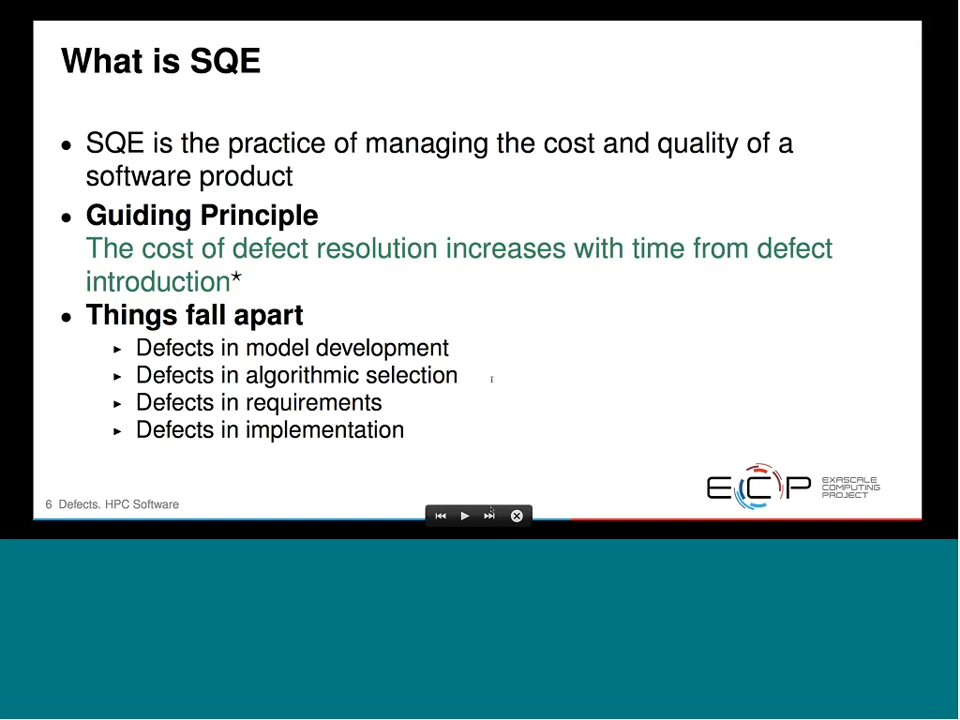 What is SQE
• SQE is the practice of managing the cost and quality of a
software product
• Guiding Principle
The cost of defect resolution increases with time from defect
introduction*
• Things fall apart
▸ Defects in model development
▸ Defects in algorithmic selection
▸ Defects in requirements
▸ Defects in implementation
ECP
EXASCALE
COMPUTING
PROJECT
6 Defects. HPC Software